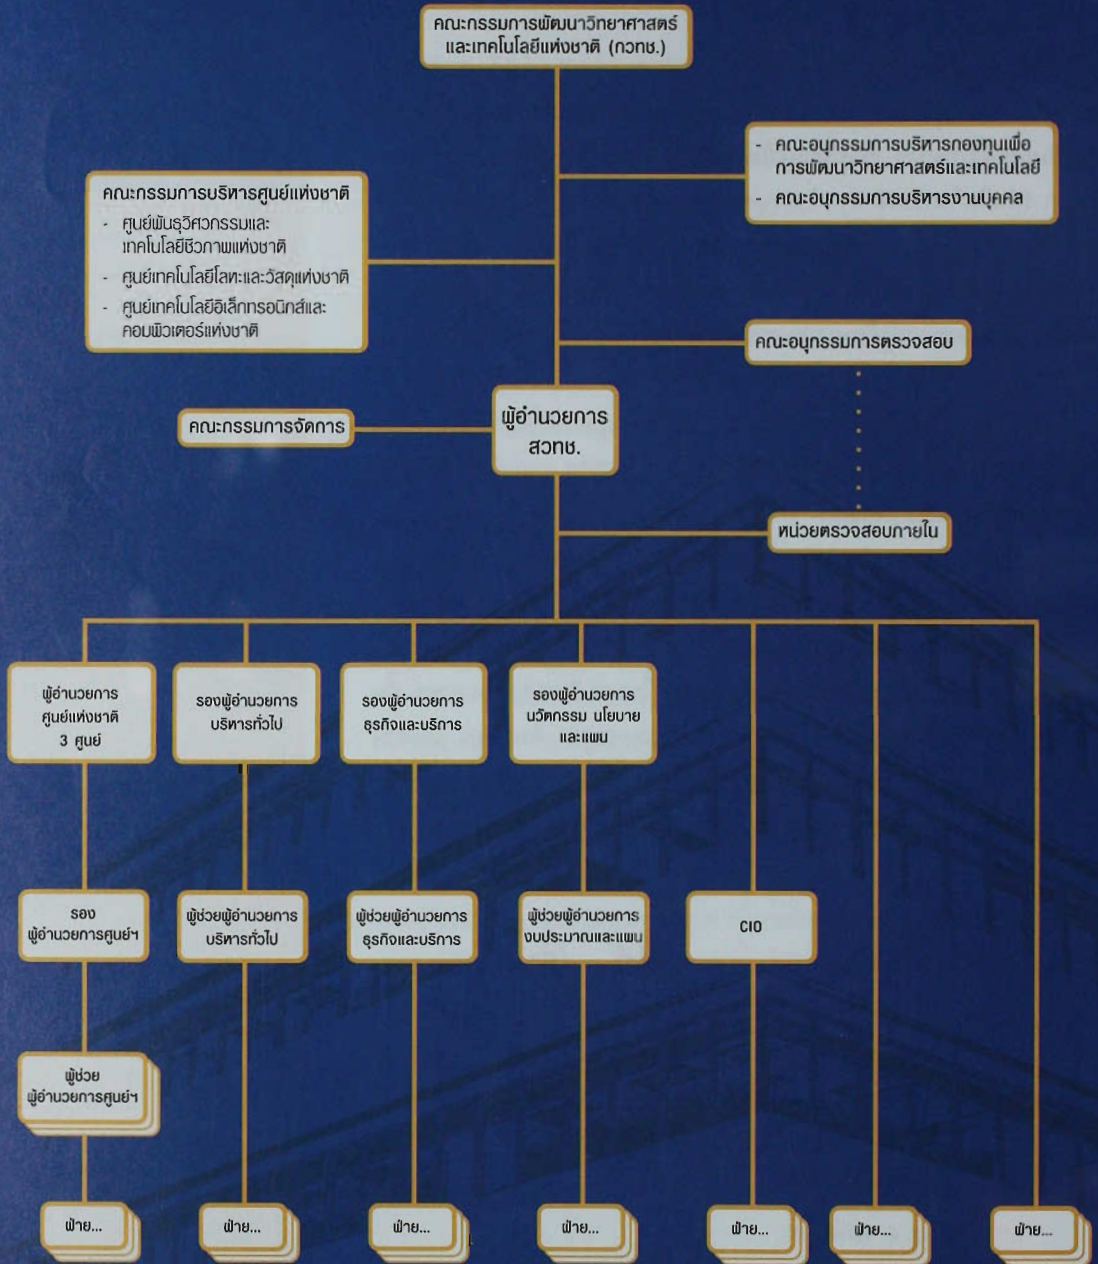 คณะกรรมการพัฒนาวิทยาศาสตร์
และเทคโนโลยีแห่งชาติ (กวทช.)
- คณะอนุกรรมการบริหารกองทุนเพื่อ
การพัฒนาวิทยาศาสตร์และเทคโนโลยี
- คณะอนุกรรมการบริหารงานบุคคล
คณะกรรมการบริหารศูนย์แห่งชาติ
- ศูนย์พันธุวิศวกรรมและ
เทคโนโลยีชีวภาพแห่งชาติ
- ศูนย์เทคโนโลยีโลหะและวัสดุแห่งชาติ
- ศูนย์เทคโนโลยีอิเล็กทรอนิกส์และ
คอมพิวเตอร์แห่งชาติ
คณะอนุกรรมการตรวจสอบ
คณะกรรมการจัดการ
ผู้อำนวยการ
สวทช.
หน่วยตรวจสอบภายใน
ผู้อำนวยการ
ศูนย์แห่งชาติ
3 ศูนย์
รองผู้อำนวยการ
บริหารทั่วไป
รองผู้อำนวยการ
ธุรกิจและบริการ
รองผู้อำนวยการ
นวัตกรรม นโยบาย
และแผน
รอง
ผู้อำนวยการศูนย์ฯ
ผู้ช่วยผู้อำนวยการ
บริหารทั่วไป
ผู้ช่วยผู้อำนวยการ
ธุรกิจและบริการ
ผู้ช่วยผู้อำนวยการ
งบประมาณและแผน
CIO
ผู้ช่วย
ผู้อำนวยการศูนย์ฯ
ฝ่าย...
ฝ่าย...
ฝ่าย...
ฝ่าย...
ฝ่าย...
ฝ่าย...
ฝ่าย...